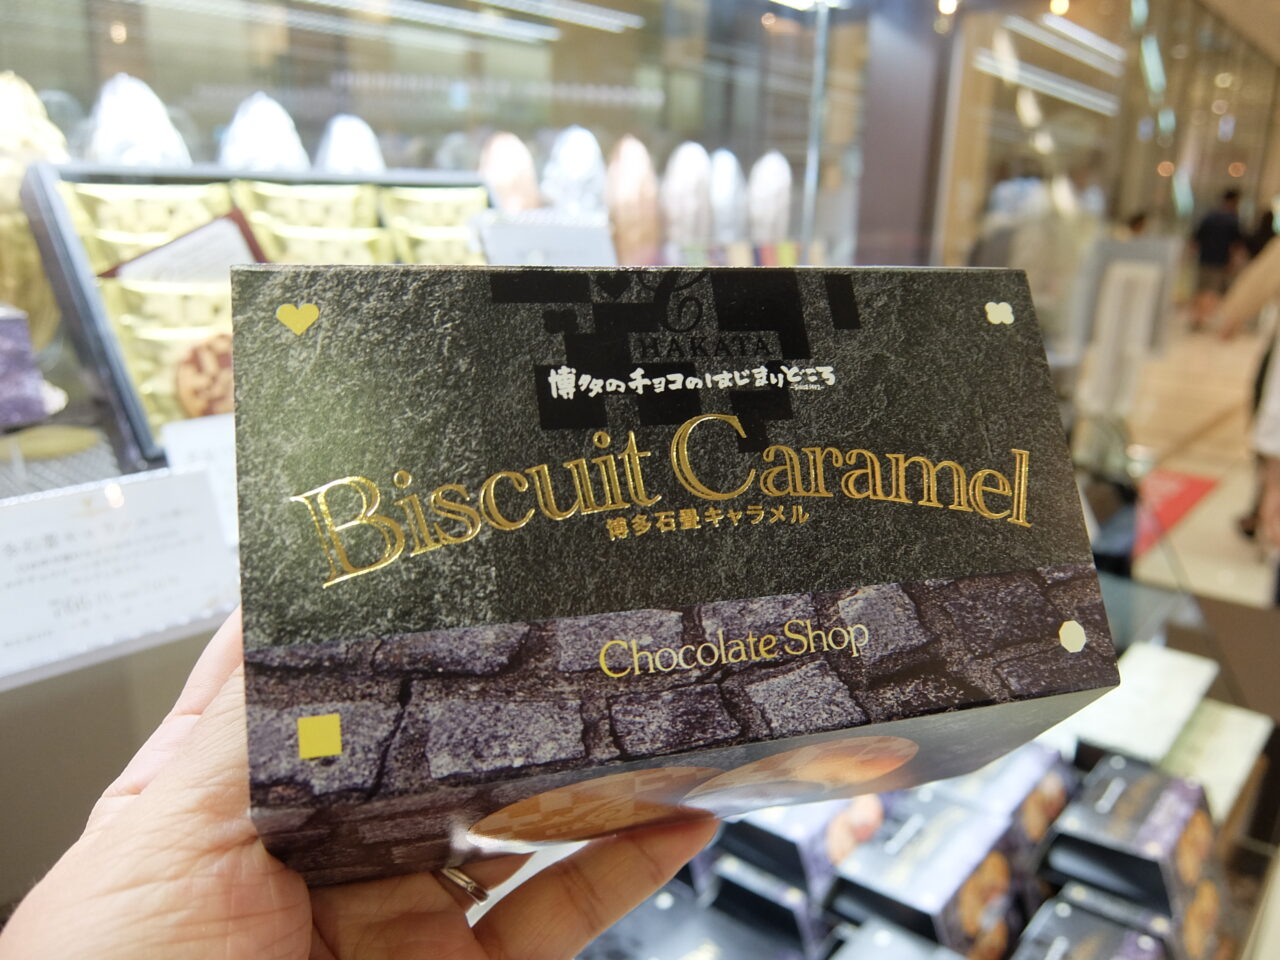 HAKATA
博多のチョコのはじまりどころ
Biscuit Caramel
博多石畳キャラメル
Chocolate Shop